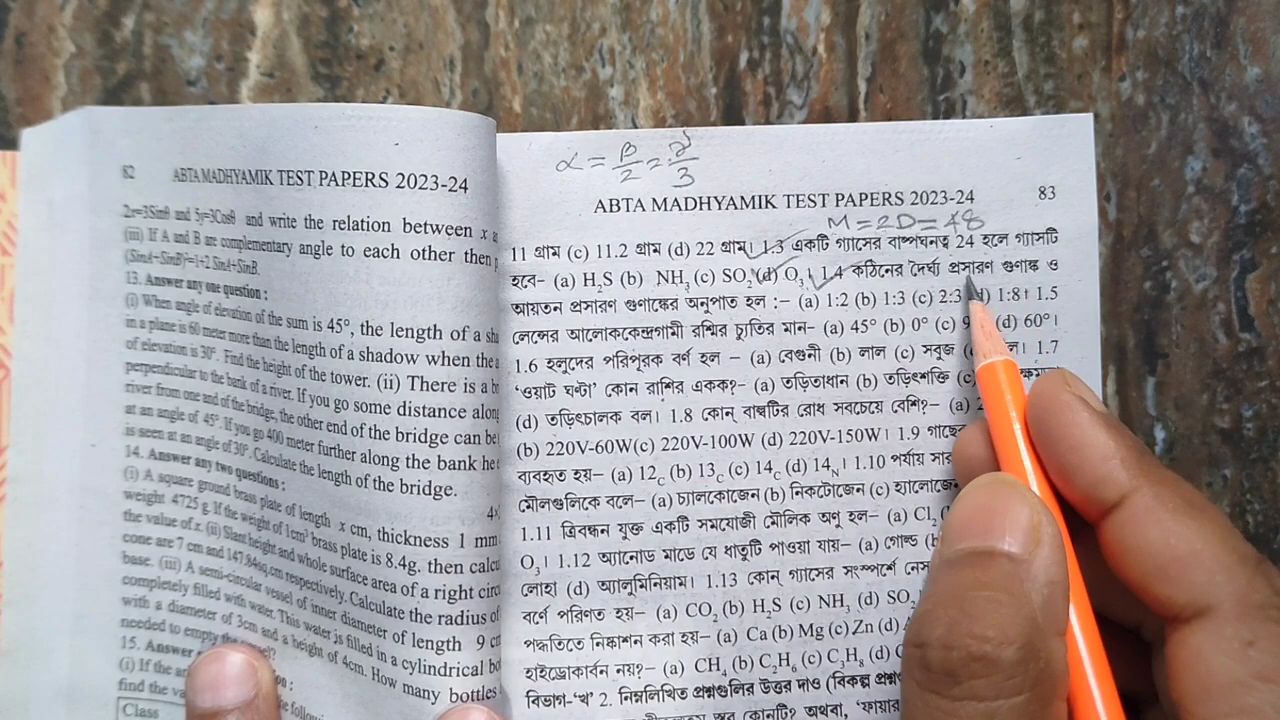 82 ABTA MADHYAMIK TEST PAPERS 2023-24
2x=3Sinθ and 5y=3Cosθ and write the relation between x
(iii) If A and B are complementary angle to each other then
(SinA+SinB)²=1+2 SinA+SinB.
13. Answer any one question :
(i) When angle of elevation of the sum is 45°, the length of a
in a plane is 60 meter more than the length of a shadow when the
of elevation is 30°. Find the height of the tower. (ii) There is a
perpendicular to the bank of a river. If you go some distance along
river from one end of the bridge, the other end of the bridge can be
at an angle of 45°. If you go 400 meter further along the bank
is seen at an angle of 30°. Calculate the length of the bridge.
14. Answer any two questions :
(i) A square ground brass plate of length x cm, thickness 1 mm
weight 4725 g. If the weight of 1cm³ brass plate is 8.4g. then
the value of x. (ii) Slant height and whole surface area of a right
cone are 7 cm and 147.84sq.cm respectively. Calculate the radius of
base. (iii) A semi-circular vessel of inner diameter of length 9
completely filled with water. This water is filled in a cylindrical
with a diameter of 3cm and a height of 4cm. How many bottles
needed to empty the
15. Answer
(i) If the
find the
Class
α = β/2 = γ/3
ABTA MADHYAMIK TEST PAPERS 2023-24 83
M = 2D = 48
11 গ্রাম (c) 11.2 গ্রাম (d) 22 গ্রাম। 1.3 একটি গ্যাসের বাষ্পঘনত্ব 24 হলে গ্যাসটি
হবে– (a) H₂S (b) NH₃ (c) SO₂ (d) O₃। 1.4 কঠিনের দৈর্ঘ্য প্রসারণ গুণাঙ্ক ও
আয়তন প্রসারণ গুণাঙ্কের অনুপাত হল :– (a) 1:2 (b) 1:3 (c) 2:3 (d) 1:8। 1.5
লেন্সের আলোককেন্দ্রগামী রশ্মির চ্যুতির মান– (a) 45° (b) 0° (c) (d) 60°।
1.6 হলুদের পরিপূরক বর্ণ হল – (a) বেগুনী (b) লাল (c) সবুজ 1.7
‘ওয়াট ঘণ্টা’ কোন রাশির একক?– (a) তড়িতাধান (b) তড়িৎশক্তি (c)
(d) তড়িচ্চালক বল। 1.8 কোন্ বাল্বটির রোধ সবচেয়ে বেশি?– (a)
(b) 220V-60W(c) 220V-100W (d) 220V-150W। 1.9 গাছের
ব্যবহৃত হয়– (a) 12C (b) 13C (c) 14C (d) 14N। 1.10 পর্যায়
মৌলগুলিকে বলে– (a) চ্যালকোজেন (b) নিকটোজেন (c)
1.11 ত্রিবন্ধন যুক্ত একটি সমযোজী মৌলিক অণু হল– (a) Cl₂
O₃। 1.12 অ্যানোড মাডে যে ধাতুটি পাওয়া যায়– (a) গোল্ড
লোহা (d) অ্যালুমিনিয়াম। 1.13 কোন্ গ্যাসের সংস্পর্শে
বর্ণে পরিণত হয়– (a) CO₂ (b) H₂S (c) NH₃ (d) SO₂
পদ্ধতিতে নিষ্কাশন করা হয়– (a) Ca (b) Mg (c) Zn (d)
হাইড্রোকার্বন নয়?– (a) CH₄ (b) C₂H₆ (c) C₃H₈ (d)
বিভাগ-‘খ’ 2. নিম্নলিখিত প্রশ্নগুলির উত্তর দাও (বিকল্প
কোনটি? অথবা,